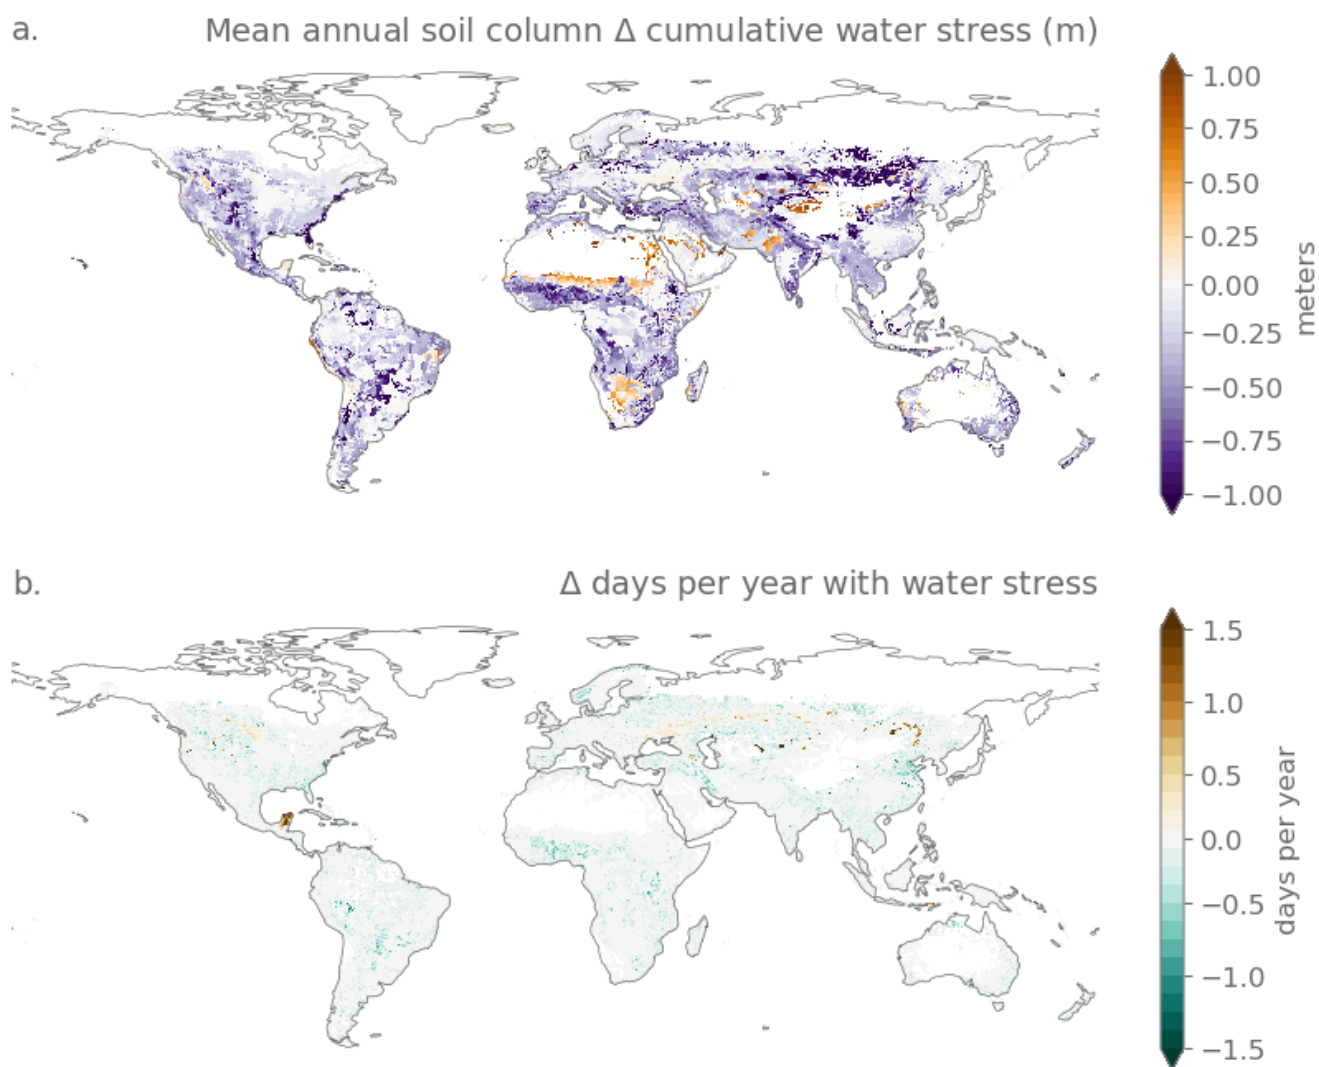 a.
Mean annual soil column Δ cumulative water stress (m)
1.00
0.75
0.50
0.25
0.00
−0.25
−0.50
−0.75
−1.00
meters
b.
Δ days per year with water stress
1.5
1.0
0.5
0.0
−0.5
−1.0
−1.5
days per year